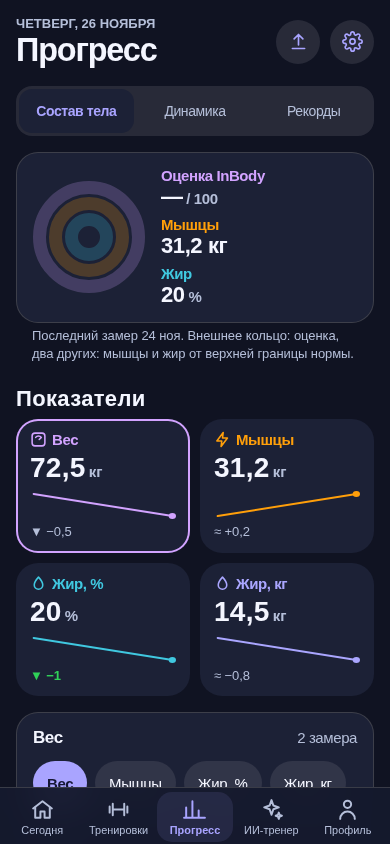 ЧЕТВЕРГ, 26 НОЯБРЯ
Прогресс
Состав тела
Динамика
Рекорды
Оценка InBody
— / 100
Мышцы
31,2 кг
Жир
20 %
Последний замер 24 ноя. Внешнее кольцо: оценка,
два других: мышцы и жир от верхней границы нормы.
Показатели
Вес
72,5 кг
▼ −0,5
Мышцы
31,2 кг
≈ +0,2
Жир, %
20 %
▼ −1
Жир, кг
14,5 кг
≈ −0,8
Вес
2 замера
Вес
Мышцы
Жир, %
Жир, кг
Сегодня
Тренировки
Прогресс
ИИ-тренер
Профиль